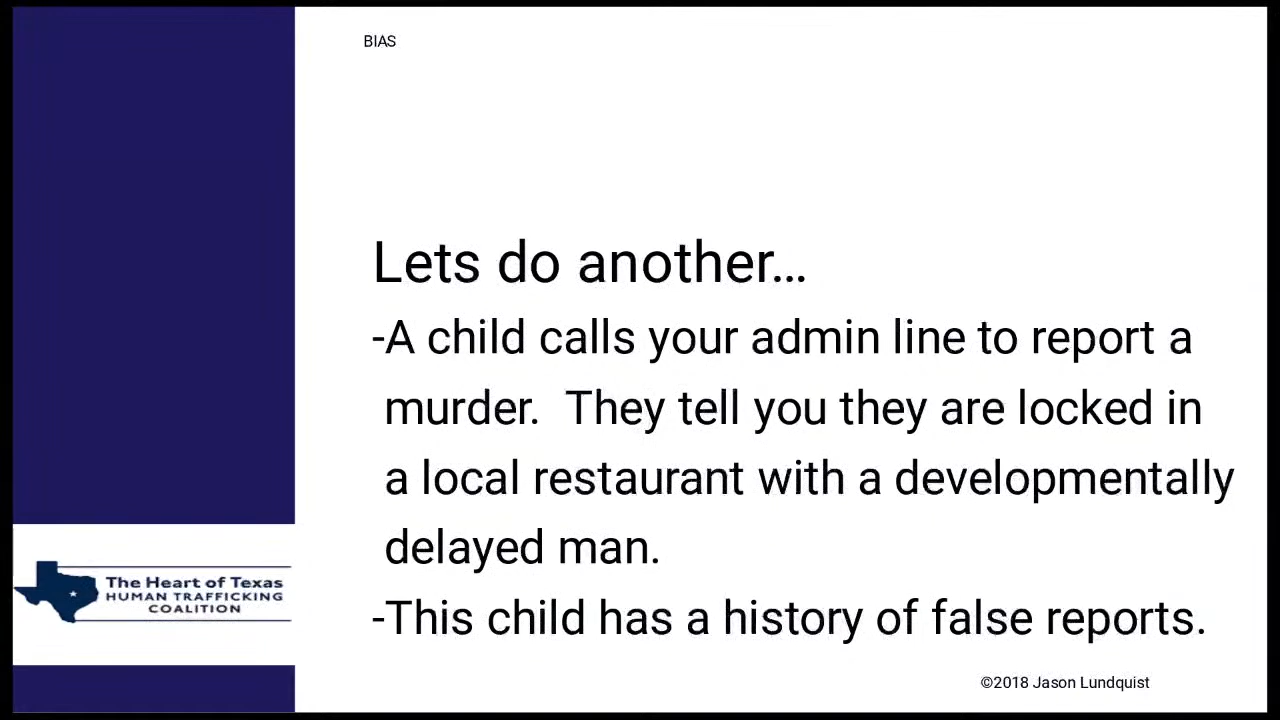 BIAS
Lets do another...
-A child calls your admin line to report a
murder.  They tell you they are locked in
a local restaurant with a developmentally
delayed man.
-This child has a history of false reports.
The Heart of Texas
HUMAN TRAFFICKING
COALITION
©2018 Jason Lundquist